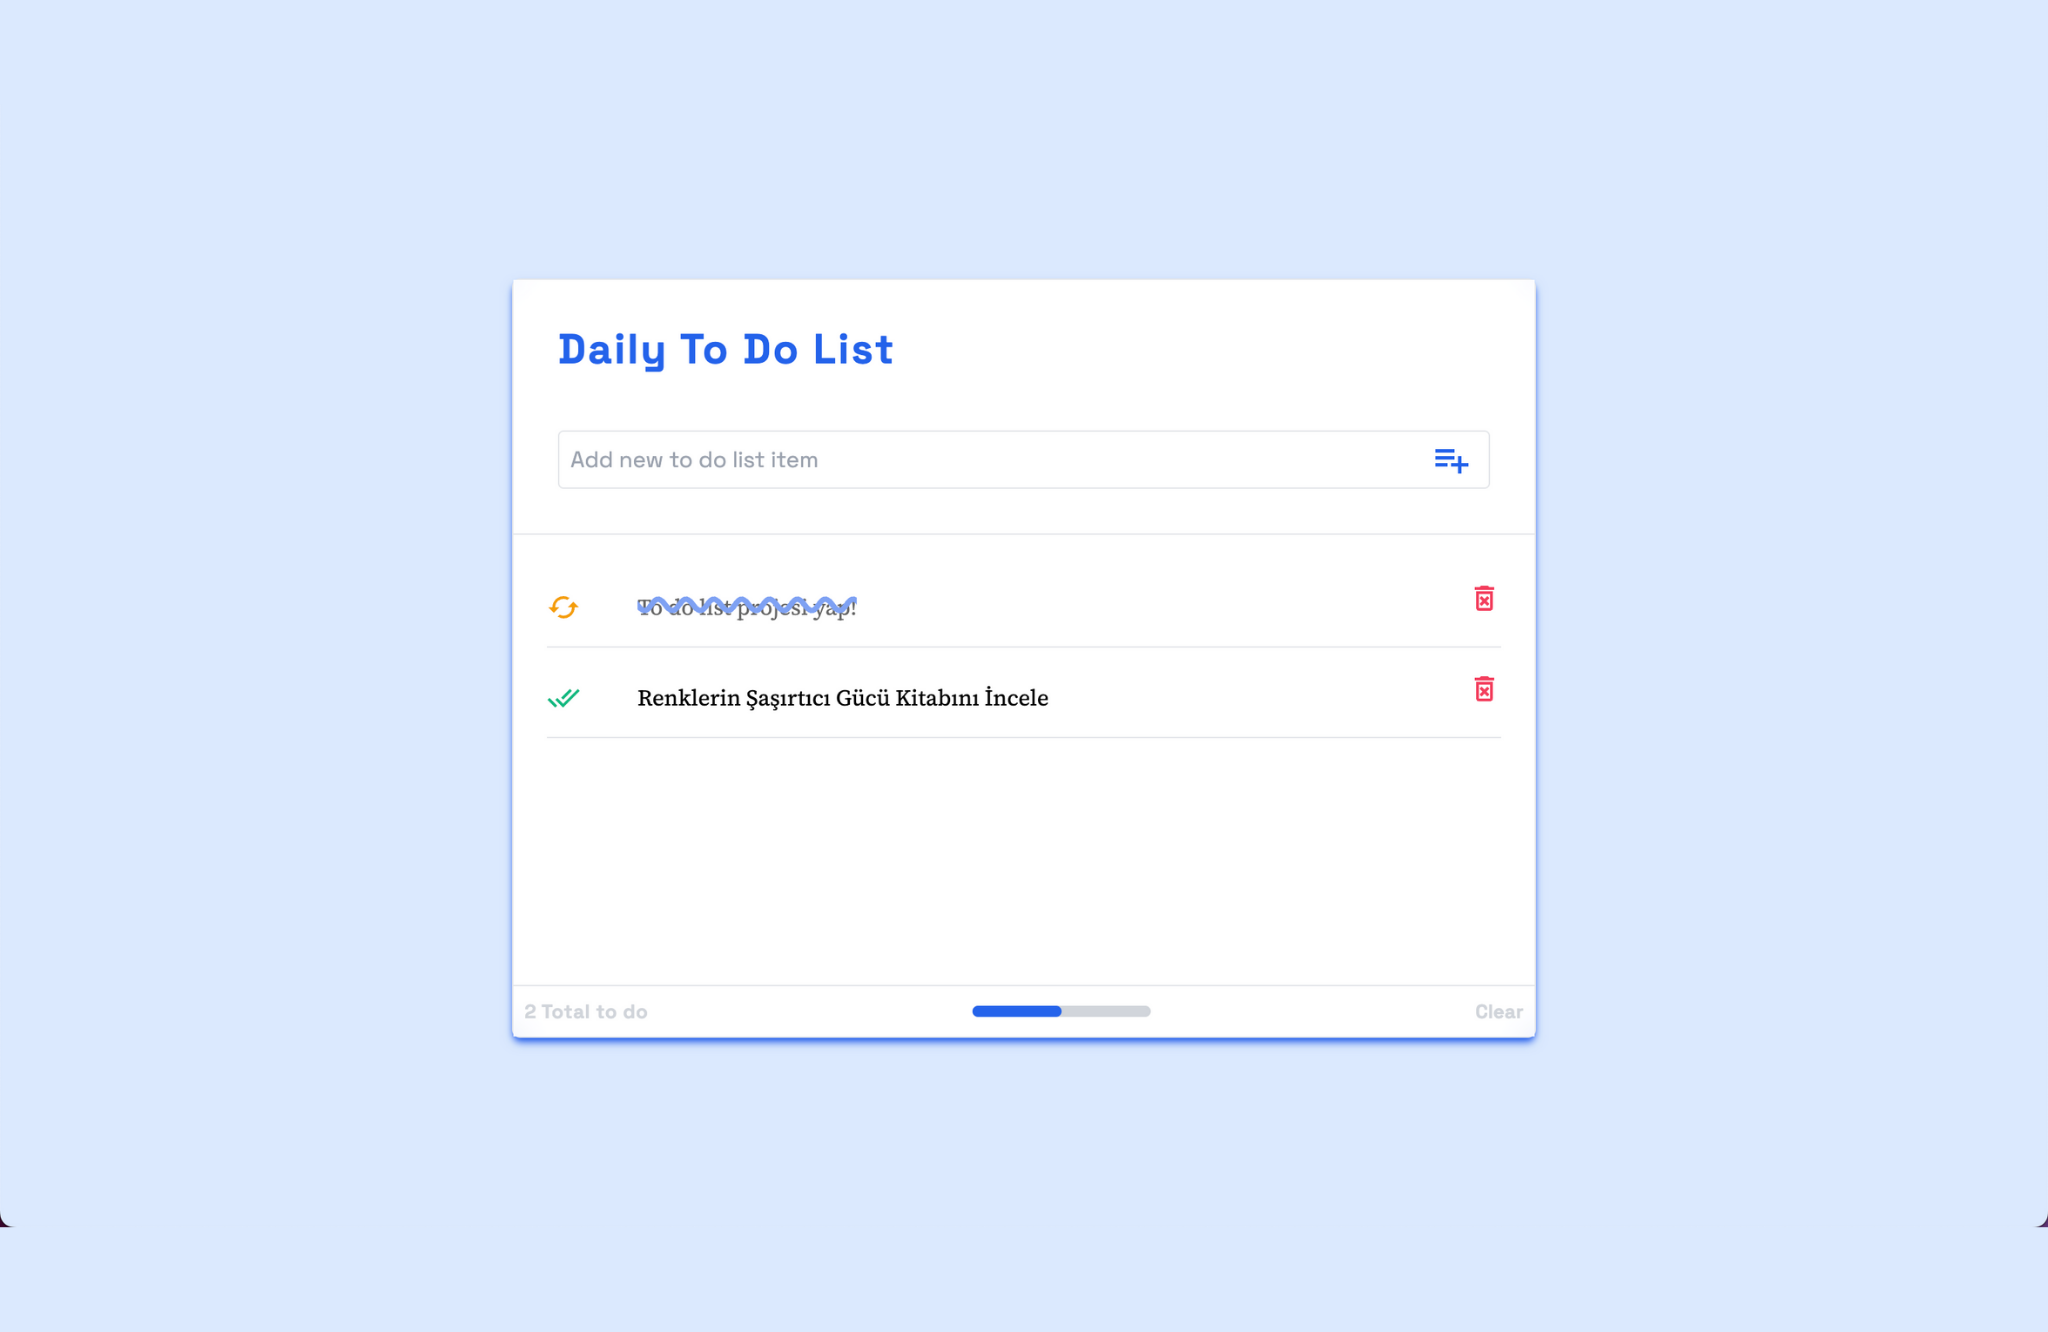 Daily To Do List
Add new to do list item
To do list projesi yap!
Renklerin Şaşırtıcı Gücü Kitabını İncele
2 Total to do
Clear